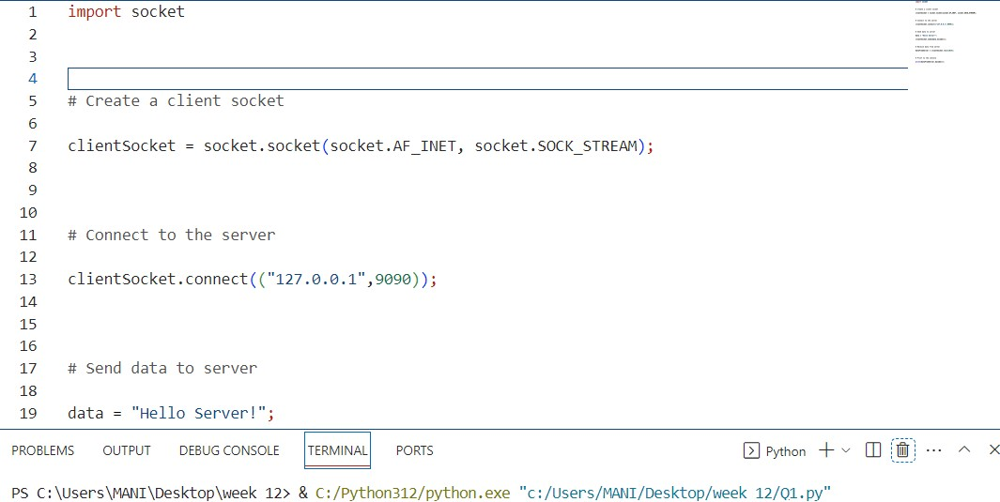 1 import socket
2
3
4
5 # Create a client socket
6
7 clientSocket = socket.socket(socket.AF_INET, socket.SOCK_STREAM);
8
9
10
11 # Connect to the server
12
13 clientSocket.connect(("127.0.0.1",9090));
14
15
16
17 # Send data to server
18
19 data = "Hello Server!";
PROBLEMS OUTPUT DEBUG CONSOLE TERMINAL PORTS Python
PS C:\Users\MANI\Desktop\week 12> & C:/Python312/python.exe "c:/Users/MANI/Desktop/week 12/Q1.py"